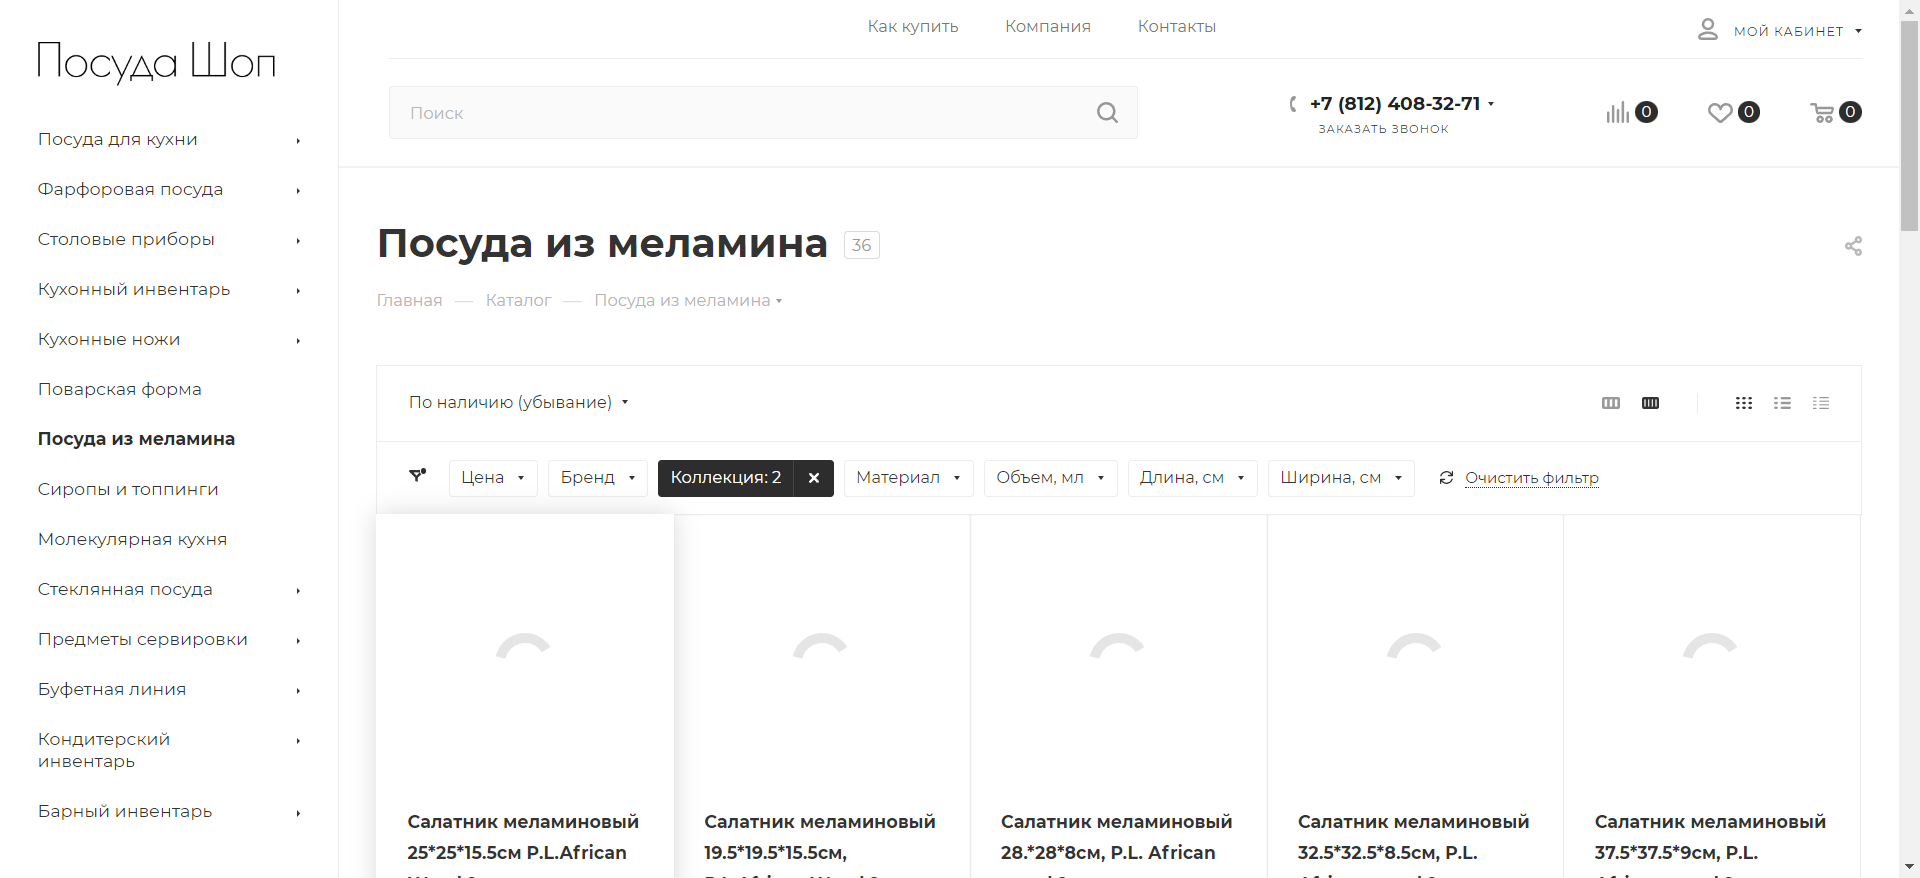 Посуда Шоп
Посуда для кухни
Фарфоровая посуда
Столовые приборы
Кухонный инвентарь
Кухонные ножи
Поварская форма
Посуда из меламина
Сиропы и топпинги
Молекулярная кухня
Стеклянная посуда
Предметы сервировки
Буфетная линия
Кондитерский
инвентарь
Барный инвентарь
Как купить Компания Контакты
МОЙ КАБИНЕТ
Поиск
+7 (812) 408-32-71
ЗАКАЗАТЬ ЗВОНОК
0 0 0
Посуда из меламина 36
Главная — Каталог — Посуда из меламина
По наличию (убывание)
Цена Бренд Коллекция: 2 Материал Объем, мл Длина, см Ширина, см Очистить фильтр
Салатник меламиновый
25*25*15.5см P.L.African
Салатник меламиновый
19.5*19.5*15.5см,
Салатник меламиновый
28.*28*8см, P.L. African
Салатник меламиновый
32.5*32.5*8.5см, P.L.
Салатник меламиновый
37.5*37.5*9см, P.L.